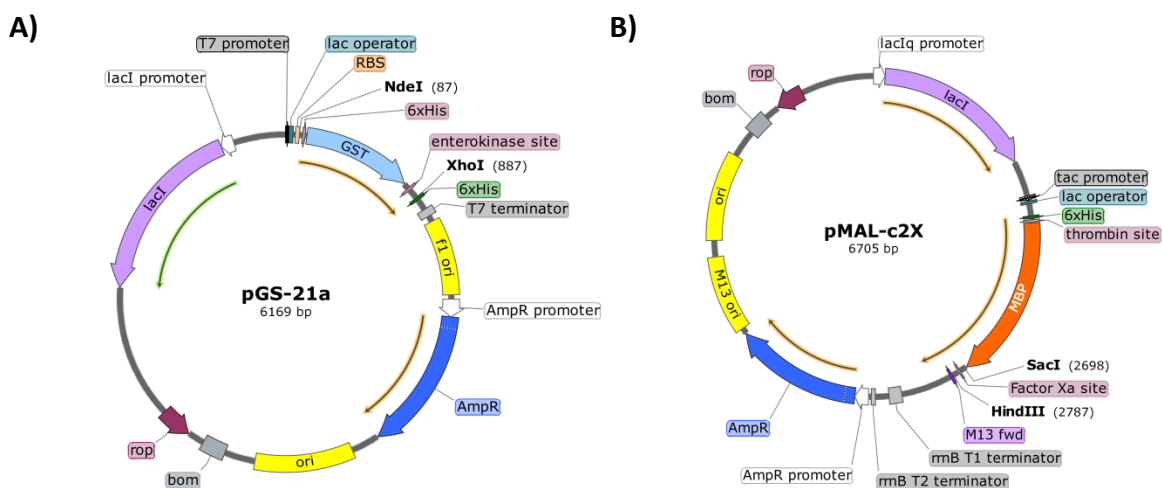 A)
T7 promoter
lac operator
RBS
NdeI (87)
6xHis
lacI promoter
GST
enterokinase site
XhoI (887)
6xHis
T7 terminator
lacI
f1 ori
pGS-21a
6169 bp
AmpR promoter
AmpR
rop
bom
ori
B)
lacIq promoter
rop
lacI
bom
tac promoter
lac operator
6xHis
thrombin site
ori
pMAL-c2X
6705 bp
MBP
M13 ori
SacI (2698)
Factor Xa site
HindIII (2787)
M13 fwd
AmpR
rrnB T1 terminator
AmpR promoter
rrnB T2 terminator